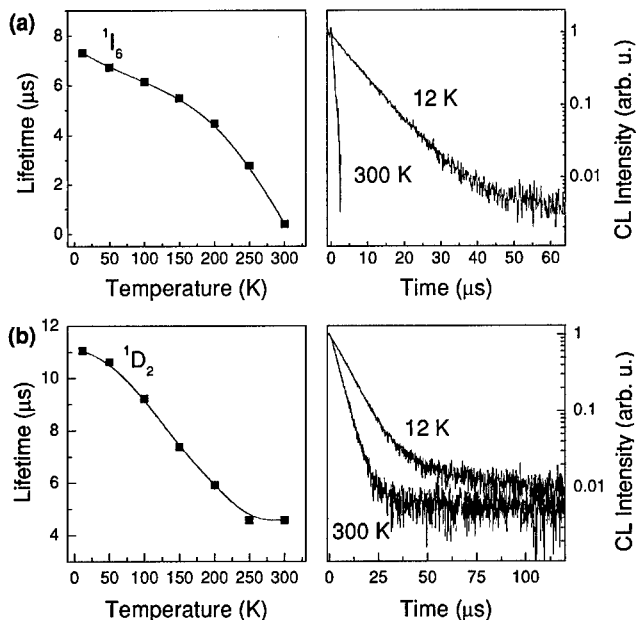 (a)
¹I₆
Lifetime (μs)
8
6
4
2
0
0 50 100 150 200 250 300
Temperature (K)
12 K
300 K
1
0.1
0.01
CL Intensity (arb. u.)
0 10 20 30 40 50 60
Time (μs)
(b)
¹D₂
Lifetime (μs)
12
10
8
6
4
0 50 100 150 200 250 300
Temperature (K)
12 K
300 K
1
0.1
0.01
CL Intensity (arb. u.)
0 25 50 75 100
Time (μs)